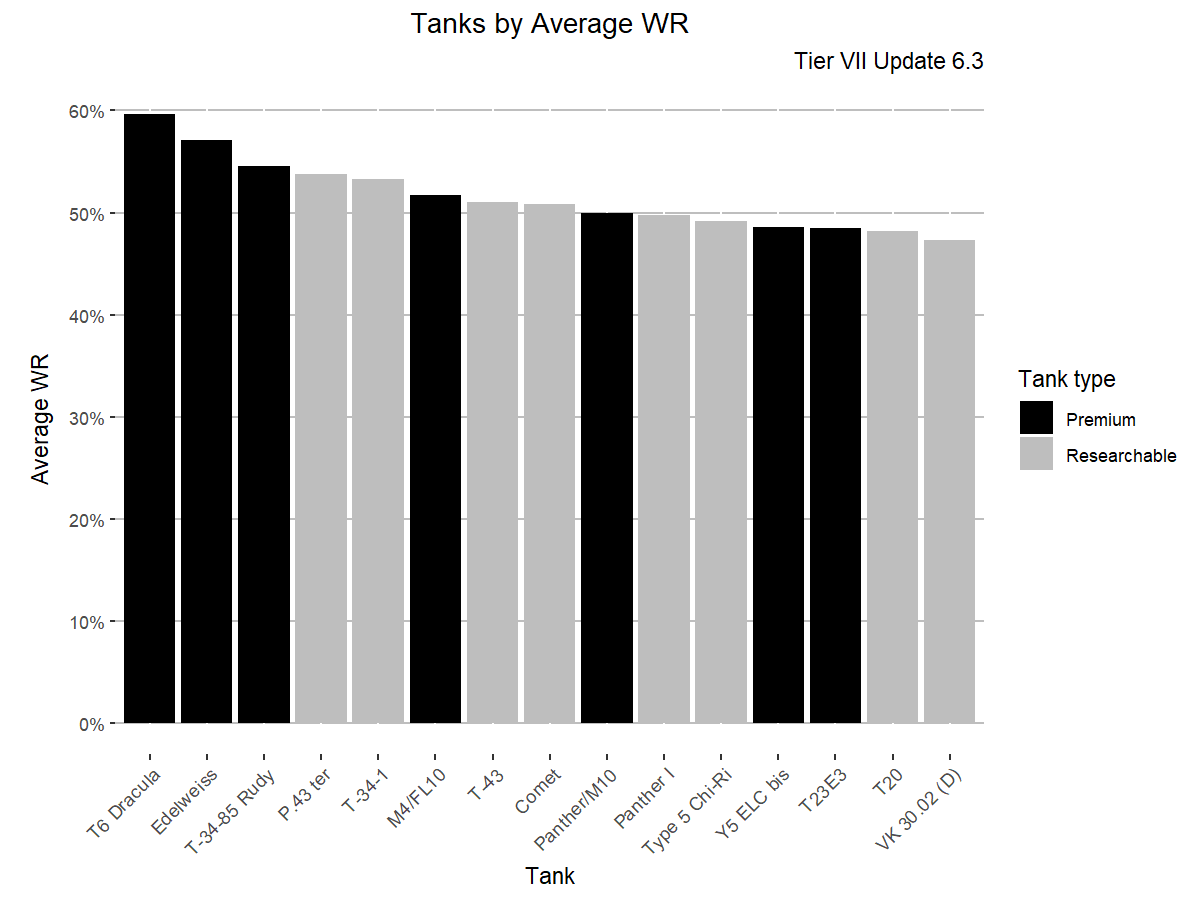 Tanks by Average WR
Tier VII Update 6.3
60%
50%
40%
30%
20%
10%
0%
Average WR
T6 Dracula
Edelweiss
T-34-85 Rudy
P.43 ter
T-34-1
M4/FL10
T-43
Comet
Panther/M10
Panther I
Type 5 Chi-Ri
Y5 ELC bis
T23E3
T20
VK 30.02 (D)
Tank
Tank type
Premium
Researchable